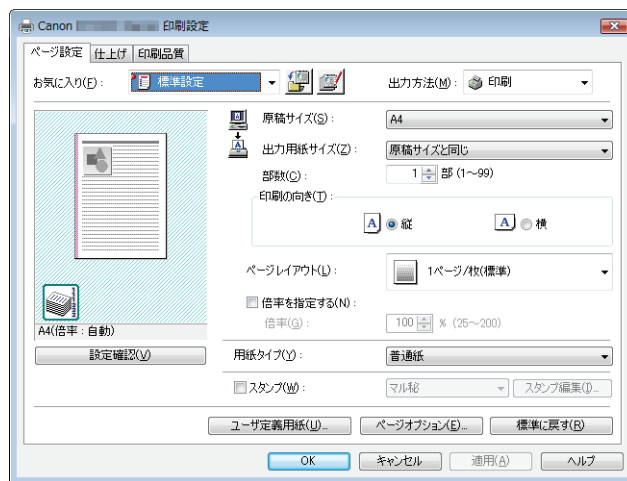 Canon 印刷設定
ページ設定 仕上げ 印刷品質
お気に入り(F): 標準設定 出力方法(M): 印刷
原稿サイズ(S): A4
出力用紙サイズ(Z): 原稿サイズと同じ
部数(C): 1 部 (1~99)
印刷の向き(T):
A 縦 A 横
ページレイアウト(L): 1ページ/枚(標準)
倍率を指定する(N):
倍率(G): 100 % (25~200)
A4(倍率:自動)
設定確認(V) 用紙タイプ(Y): 普通紙
スタンプ(W): マル秘 スタンプ編集(I)...
ユーザ定義用紙(U)... ページオプション(E)... 標準に戻す(R)
OK キャンセル 適用(A) ヘルプ